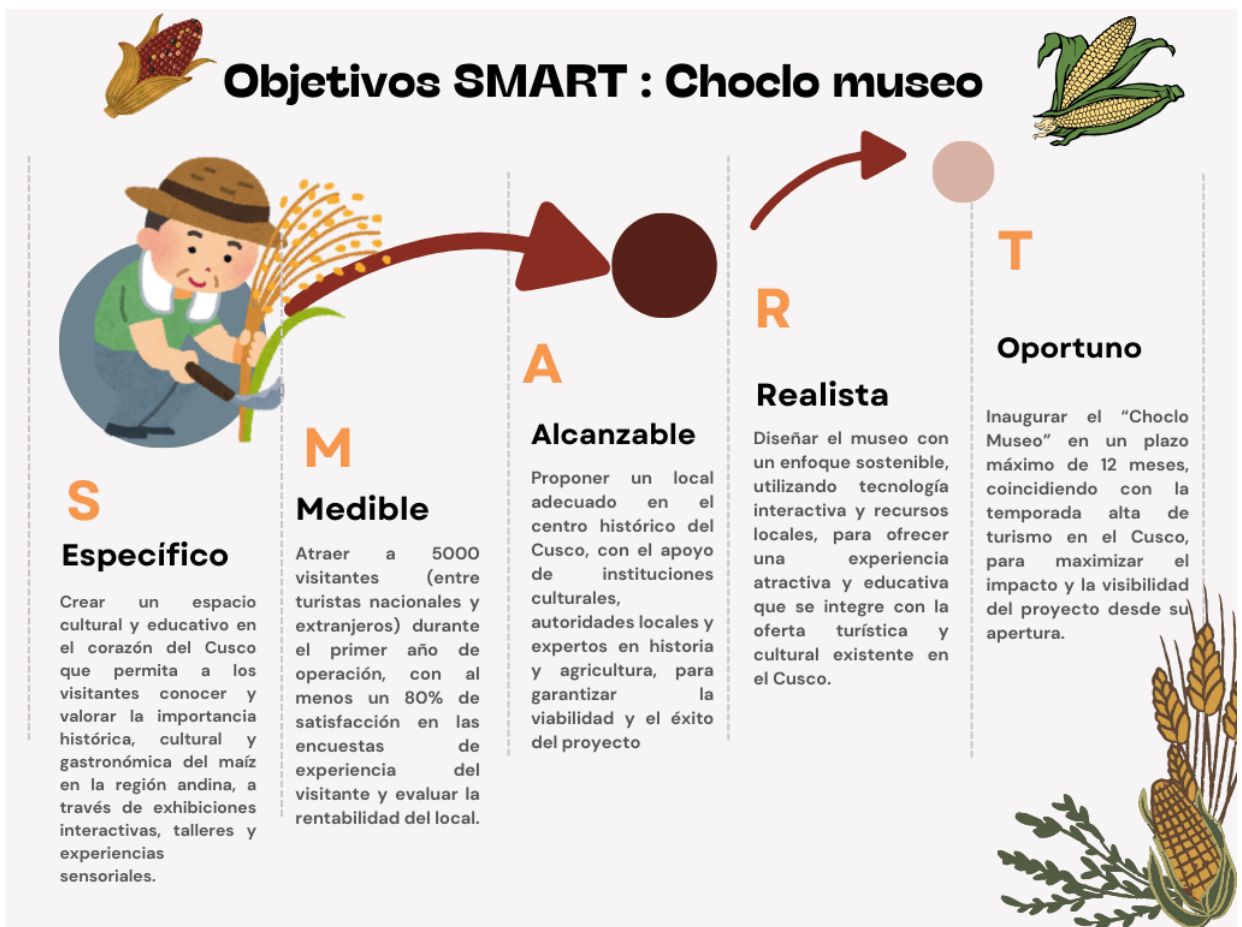 Objetivos SMART : Choclo museo
S
Específico
Crear un espacio
cultural y educativo en
el corazón del Cusco
que permita a los
visitantes conocer y
valorar la importancia
histórica, cultural y
gastronómica del maíz
en la región andina, a
través de exhibiciones
interactivas, talleres y
experiencias
sensoriales.
M
Medible
Atraer a 5000
visitantes (entre
turistas nacionales y
extranjeros) durante
el primer año de
operación, con al
menos un 80% de
satisfacción en las
encuestas de
experiencia del
visitante y evaluar la
rentabilidad del local.
A
Alcanzable
Proponer un local
adecuado en el
centro histórico del
Cusco, con el apoyo
de instituciones
culturales,
autoridades locales y
expertos en historia
y agricultura, para
garantizar la
viabilidad y el éxito
del proyecto
R
Realista
Diseñar el museo con
un enfoque sostenible,
utilizando tecnología
interactiva y recursos
locales, para ofrecer
una experiencia
atractiva y educativa
que se integre con la
oferta turística y
cultural existente en
el Cusco.
T
Oportuno
Inaugurar el “Choclo
Museo” en un plazo
máximo de 12 meses,
coincidiendo con la
temporada alta de
turismo en el Cusco,
para maximizar el
impacto y la visibilidad
del proyecto desde su
apertura.